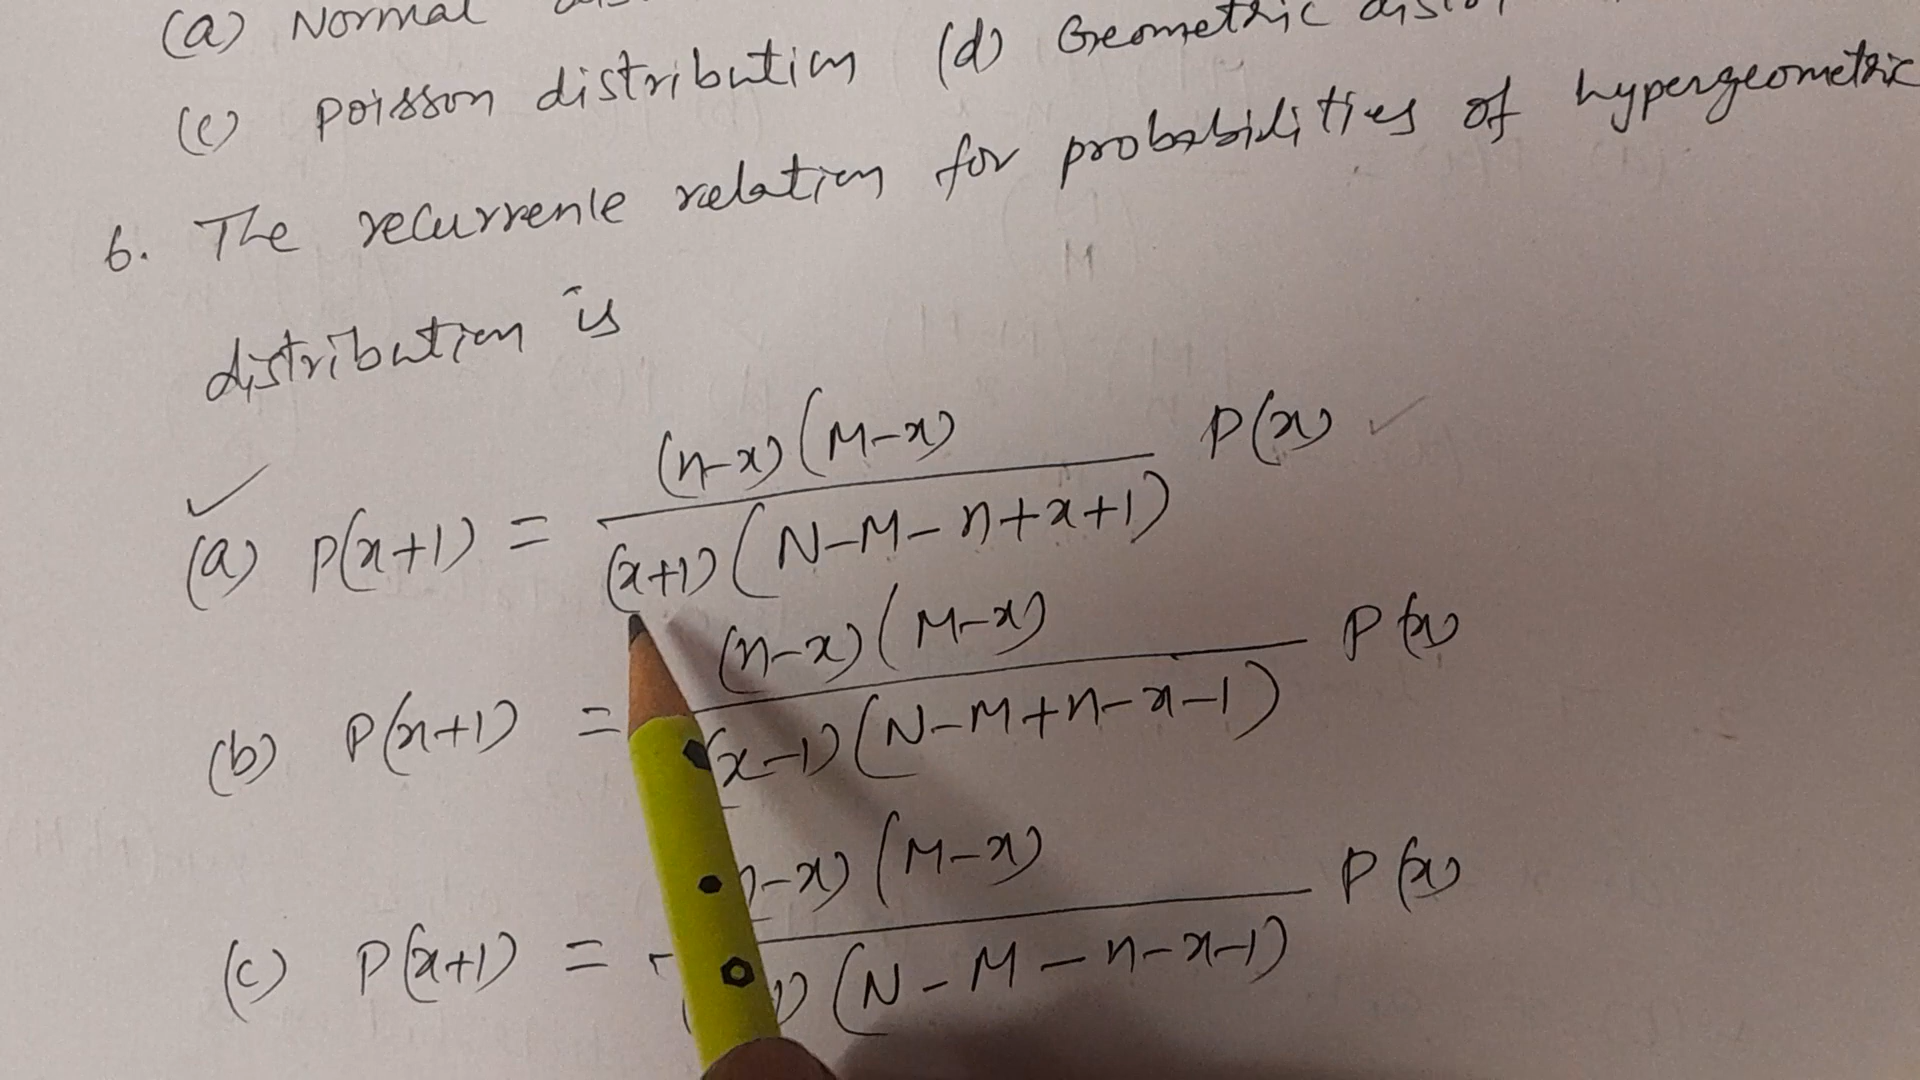 (a) Normal
(c) poisson distribution (d) Geometric
6. The recurrence relation for probabilities of hypergeometric
distribution is
(a) P(x+1) = (n-x)(M-x) / (x+1)(N-M-n+x+1) P(x)
(b) P(x+1) = (n-x)(M-x) / (x-1)(N-M+n-x-1) P(x)
(c) P(x+1) = n-x)(M-x) / (N-M-n-x-1) P(x)